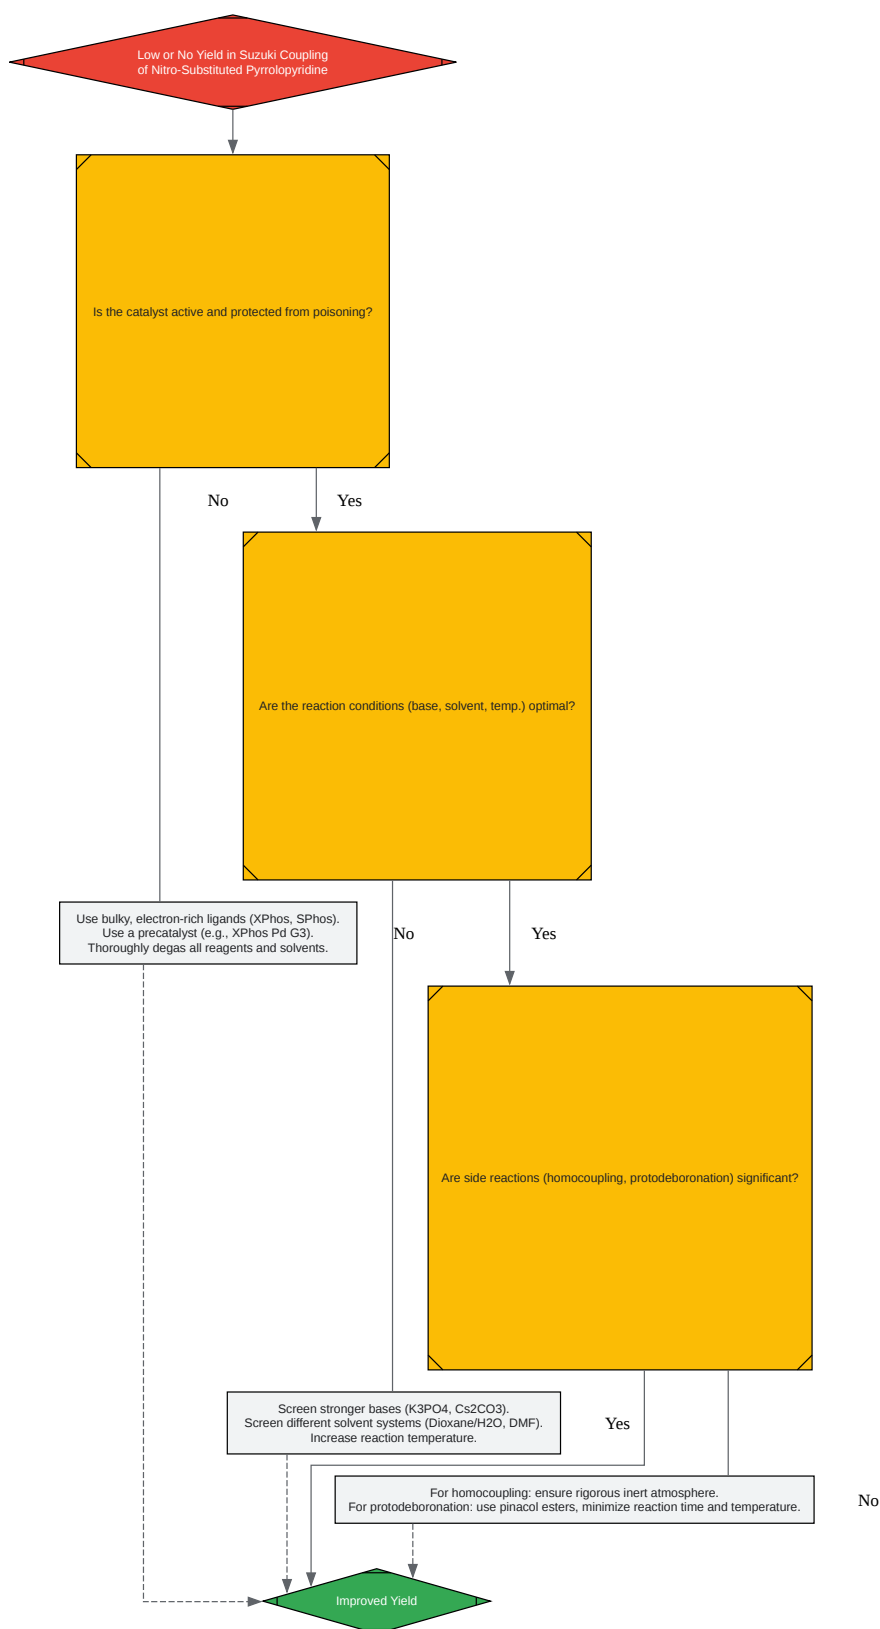 Low or No Yield in Suzuki Coupling
of Nitro-Substituted Pyrrolopyridine
Is the catalyst active and protected from poisoning?
No
Yes
Are the reaction conditions (base, solvent, temp.) optimal?
Use bulky, electron-rich ligands (XPhos, SPhos).
Use a precatalyst (e.g., XPhos Pd G3).
Thoroughly degas all reagents and solvents.
No
Yes
Are side reactions (homocoupling, protodeboronation) significant?
Screen stronger bases (K3PO4, Cs2CO3).
Screen different solvent systems (Dioxane/H2O, DMF).
Increase reaction temperature.
Yes
For homocoupling: ensure rigorous inert atmosphere.
For protodeboronation: use pinacol esters, minimize reaction time and temperature.
No
Improved Yield